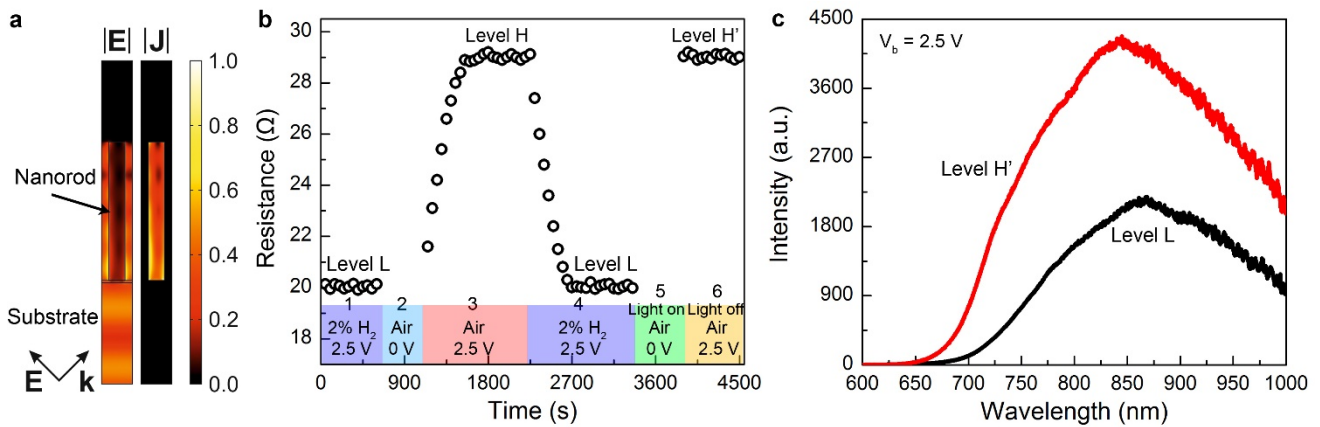 a
|E| |J|
1.0
0.8
0.6
0.4
0.2
0.0
Nanorod
Substrate
E k
b
Resistance (Ω)
30
28
26
24
22
20
18
Level H
Level H’
Level L
Level L
1
2% H₂
2.5 V
2
Air
0 V
3
Air
2.5 V
4
2% H₂
2.5 V
5
Light on
Air
0 V
6
Light off
Air
2.5 V
0 900 1800 2700 3600 4500
Time (s)
c
Intensity (a.u.)
4500
3600
2700
1800
900
0
V_b = 2.5 V
Level H’
Level L
600 650 700 750 800 850 900 950 1000
Wavelength (nm)